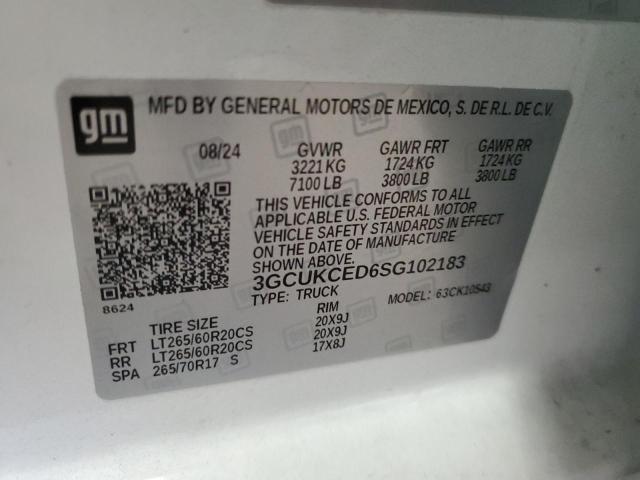 gm
MFD BY GENERAL MOTORS DE MEXICO, S. DE R.L. DE C.V.
08/24 GVWR GAWR FRT GAWR RR
3221 KG 1724 KG 1724 KG
7100 LB 3800 LB 3800 LB
THIS VEHICLE CONFORMS TO ALL
APPLICABLE U.S. FEDERAL MOTOR
VEHICLE SAFETY STANDARDS IN EFFECT
ON THE DATE OF MANUFACTURE
SHOWN ABOVE.
3GCUKCED6SG102183
8624 TYPE: TRUCK MODEL: 63CK10543
TIRE SIZE RIM
FRT LT265/60R20CS 20X9J
RR LT265/60R20CS 20X9J
SPA 265/70R17 S 17X8J